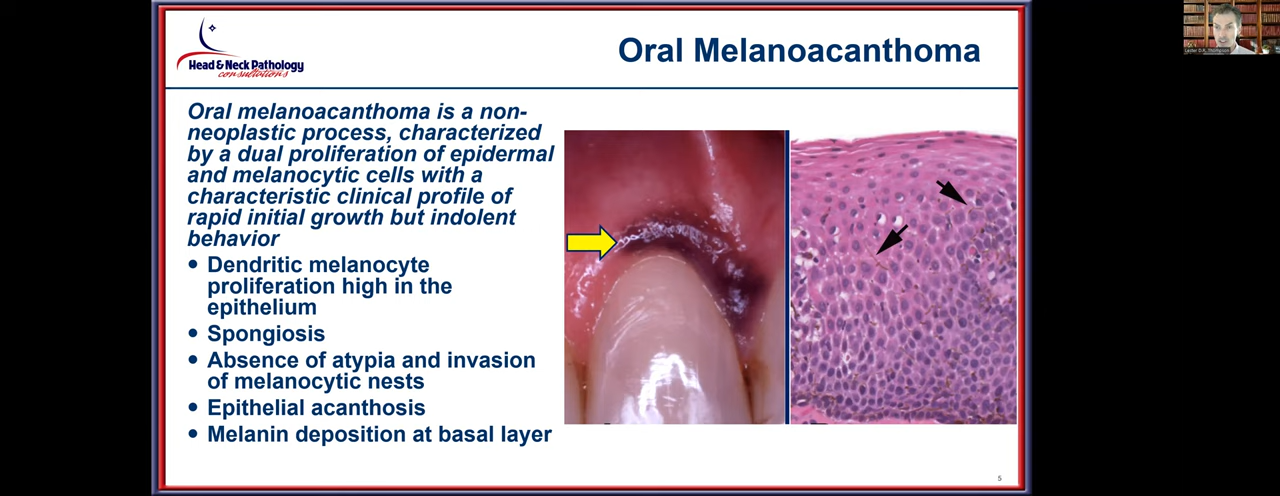 Head & Neck Pathology
consultations
Oral Melanoacanthoma
Oral melanoacanthoma is a non-
neoplastic process, characterized
by a dual proliferation of epidermal
and melanocytic cells with a
characteristic clinical profile of
rapid initial growth but indolent
behavior
• Dendritic melanocyte
proliferation high in the
epithelium
• Spongiosis
• Absence of atypia and invasion
of melanocytic nests
• Epithelial acanthosis
• Melanin deposition at basal layer
5
Lester D.R. Thompson